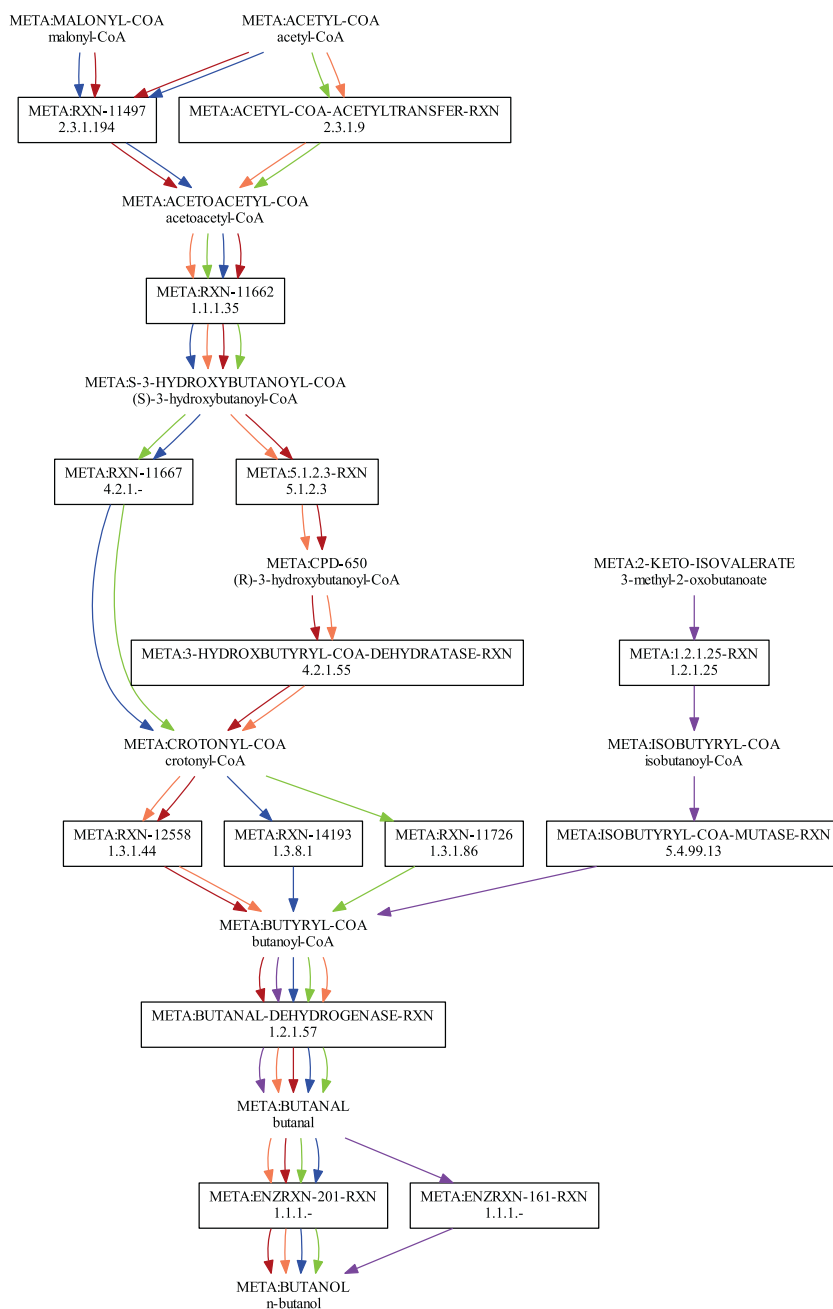 META:MALONYL-COA
malonyl-CoA
META:ACETYL-COA
acetyl-CoA
META:RXN-11497
2.3.1.194
META:ACETYL-COA-ACETYLTRANSFER-RXN
2.3.1.9
META:ACETOACETYL-COA
acetoacetyl-CoA
META:RXN-11662
1.1.1.35
META:S-3-HYDROXYBUTANOYL-COA
(S)-3-hydroxybutanoyl-CoA
META:RXN-11667
4.2.1.-
META:5.1.2.3-RXN
5.1.2.3
META:CPD-650
(R)-3-hydroxybutanoyl-CoA
META:2-KETO-ISOVALERATE
3-methyl-2-oxobutanoate
META:3-HYDROXBUTYRYL-COA-DEHYDRATASE-RXN
4.2.1.55
META:1.2.1.25-RXN
1.2.1.25
META:CROTONYL-COA
crotonyl-CoA
META:ISOBUTYRYL-COA
isobutanoyl-CoA
META:RXN-12558
1.3.1.44
META:RXN-14193
1.3.8.1
META:RXN-11726
1.3.1.86
META:ISOBUTYRYL-COA-MUTASE-RXN
5.4.99.13
META:BUTYRYL-COA
butanoyl-CoA
META:BUTANAL-DEHYDROGENASE-RXN
1.2.1.57
META:BUTANAL
butanal
META:ENZRXN-201-RXN
1.1.1.-
META:ENZRXN-161-RXN
1.1.1.-
META:BUTANOL
n-butanol